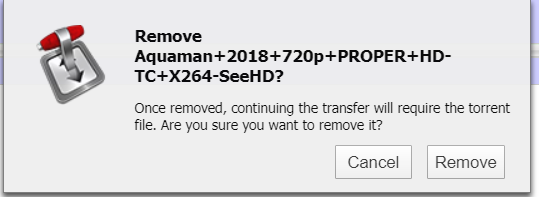 Remove
Aquaman+2018+720p+PROPER+HD-
TC+X264-SeeHD?
Once removed, continuing the transfer will require the torrent
file. Are you sure you want to remove it?
Cancel Remove